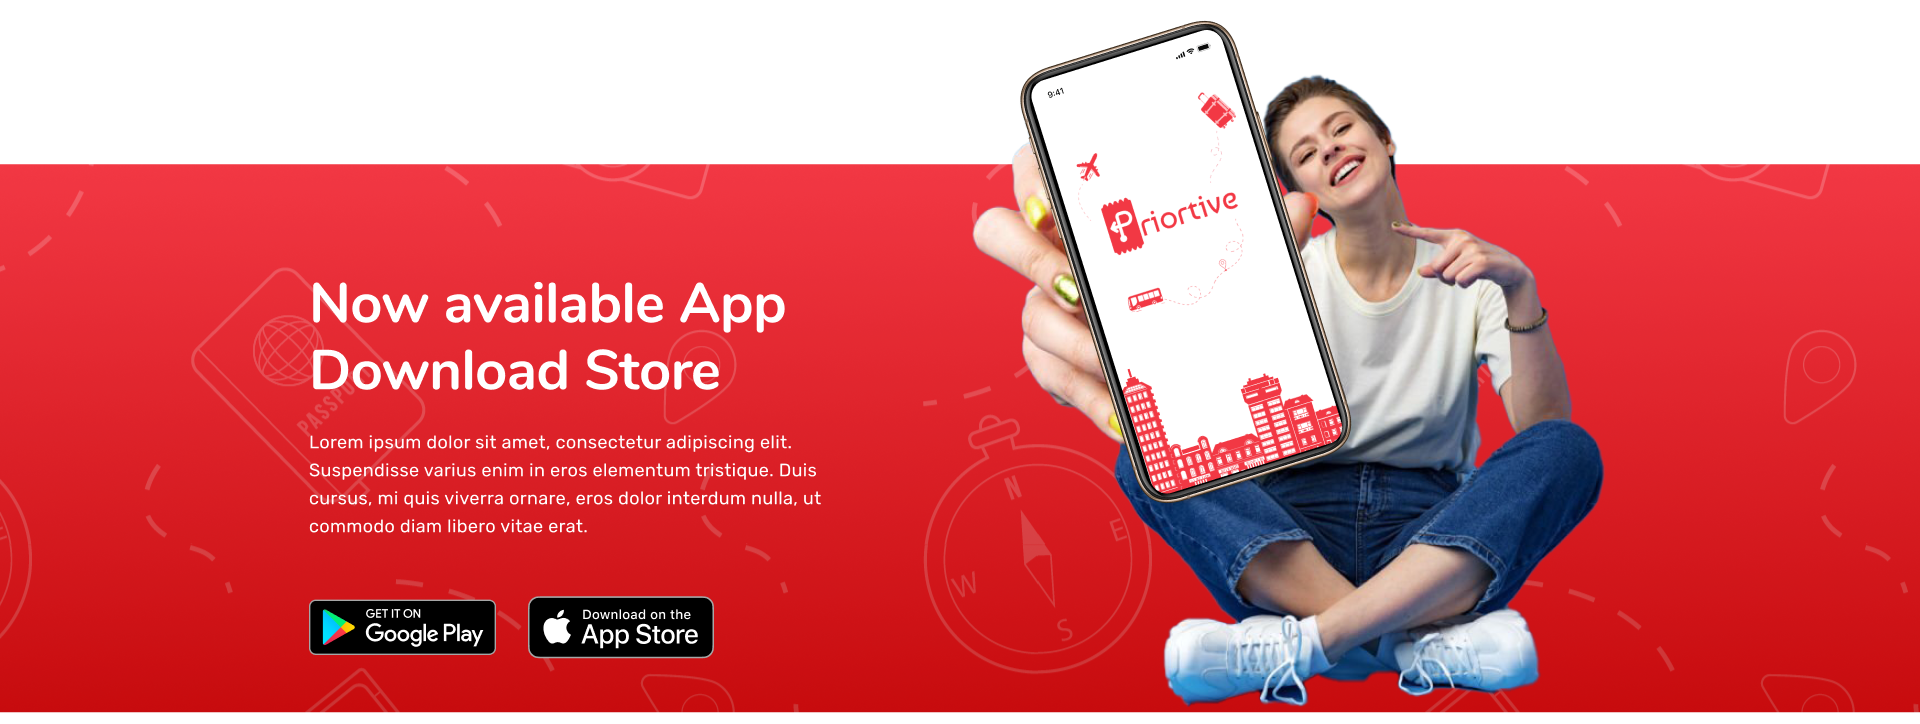 9:41
Priortive
Now available App
Download Store
PASSPO
Lorem ipsum dolor sit amet, consectetur adipiscing elit.
Suspendisse varius enim in eros elementum tristique. Duis
cursus, mi quis viverra ornare, eros dolor interdum nulla, ut
commodo diam libero vitae erat.
N
E
W
S
GET IT ON
Google Play
Download on the
App Store